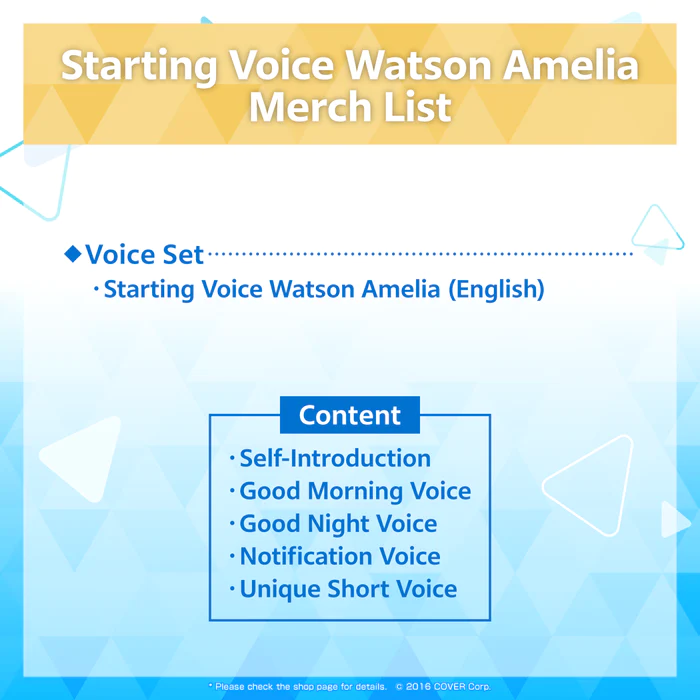 Starting Voice Watson Amelia
Merch List
◆Voice Set
・Starting Voice Watson Amelia (English)
Content
・Self-Introduction
・Good Morning Voice
・Good Night Voice
・Notification Voice
・Unique Short Voice
* Please check the shop page for details. © 2016 COVER Corp.